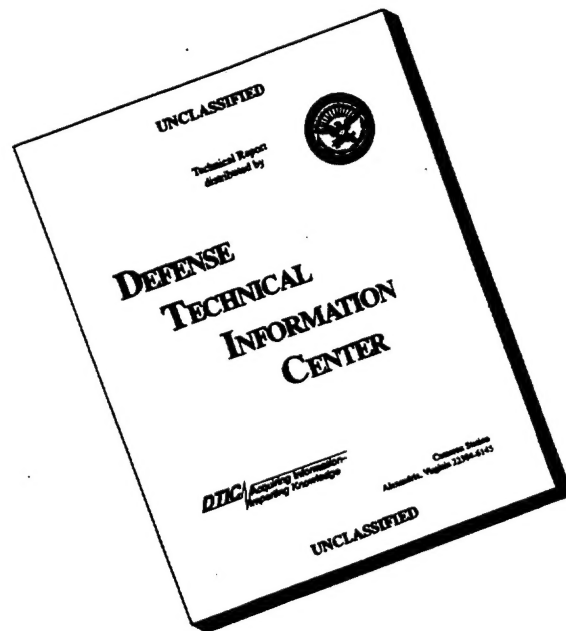 UNCLASSIFIED
Technical Report
distributed by
DEFENSE
TECHNICAL
INFORMATION
CENTER
DTIC Acquiring Information-
Imparting Knowledge
Cameron Station
Alexandria, Virginia 22304-6145
UNCLASSIFIED